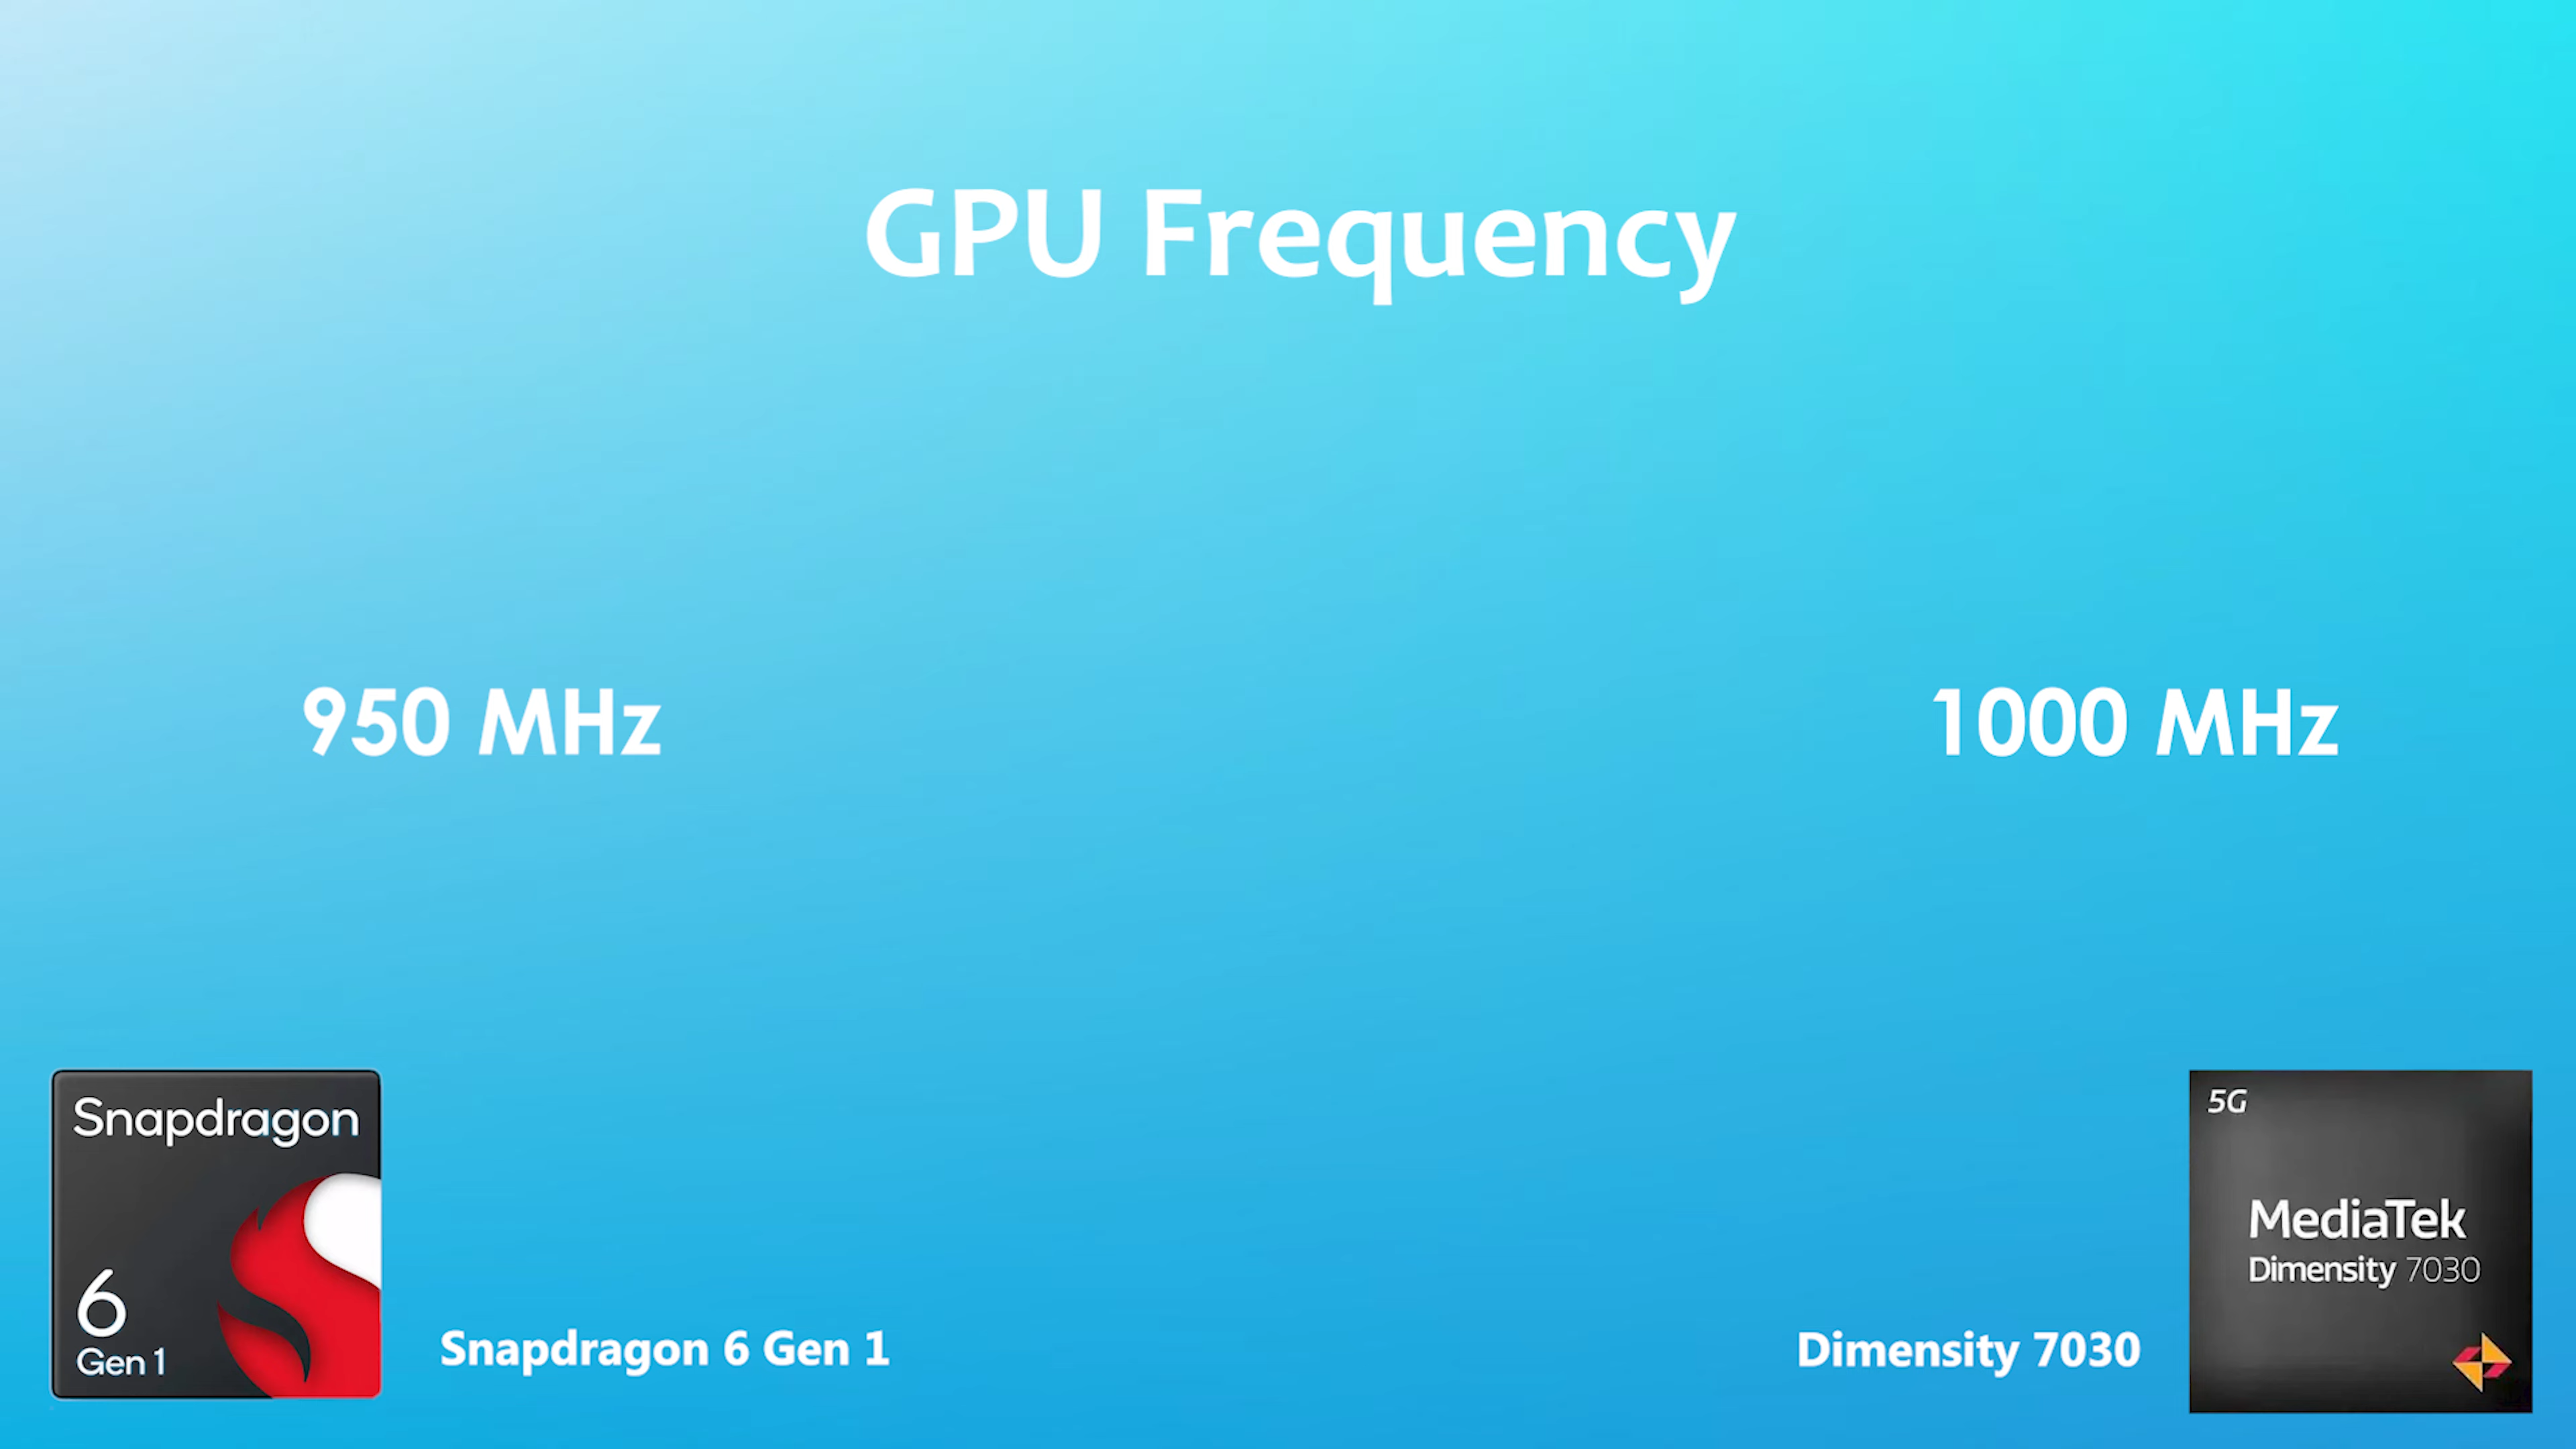 GPU Frequency
950 MHz
1000 MHz
Snapdragon
6
Gen 1
Snapdragon 6 Gen 1
Dimensity 7030
5G
MediaTek
Dimensity 7030